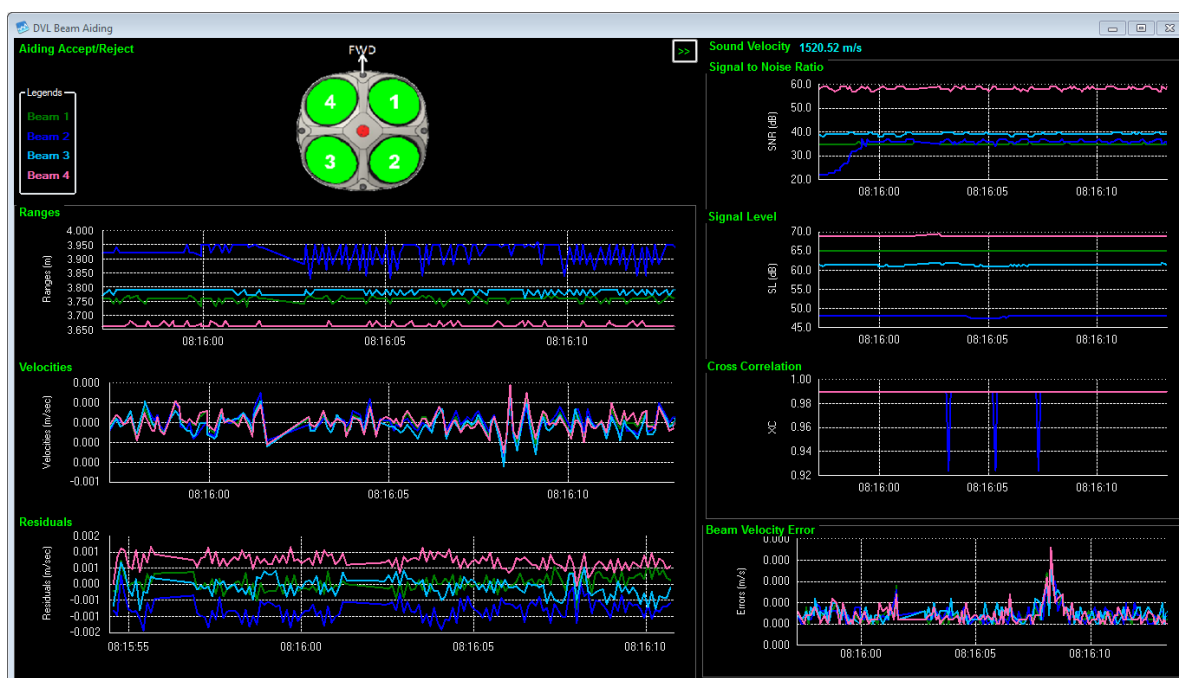 DVL Beam Aiding
Aiding Accept/Reject
FWD
>>
Legends
Beam 1
Beam 2
Beam 3
Beam 4
4
1
3
2
Sound Velocity 1520.52 m/s
Signal to Noise Ratio
SNR (dB)
60.0
50.0
40.0
30.0
20.0
08:16:00 08:16:05 08:16:10
Ranges
Ranges (m)
4.000
3.950
3.900
3.850
3.800
3.750
3.700
3.650
08:16:00 08:16:05 08:16:10
Signal Level
SL (dB)
70.0
65.0
60.0
55.0
50.0
45.0
08:16:00 08:16:05 08:16:10
Velocities
Velocities (m/sec)
0.000
0.000
0.000
0.000
0.000
-0.001
08:16:00 08:16:05 08:16:10
Cross Correlation
XC
1.00
0.98
0.96
0.94
0.92
08:16:00 08:16:05 08:16:10
Residuals
Residuals (m/sec)
0.002
0.001
0.001
0.000
-0.001
-0.001
-0.002
08:15:55 08:16:00 08:16:05 08:16:10
Beam Velocity Error
Errors (m/s)
0.000
0.000
0.000
0.000
0.000
0.000
08:16:00 08:16:05 08:16:10